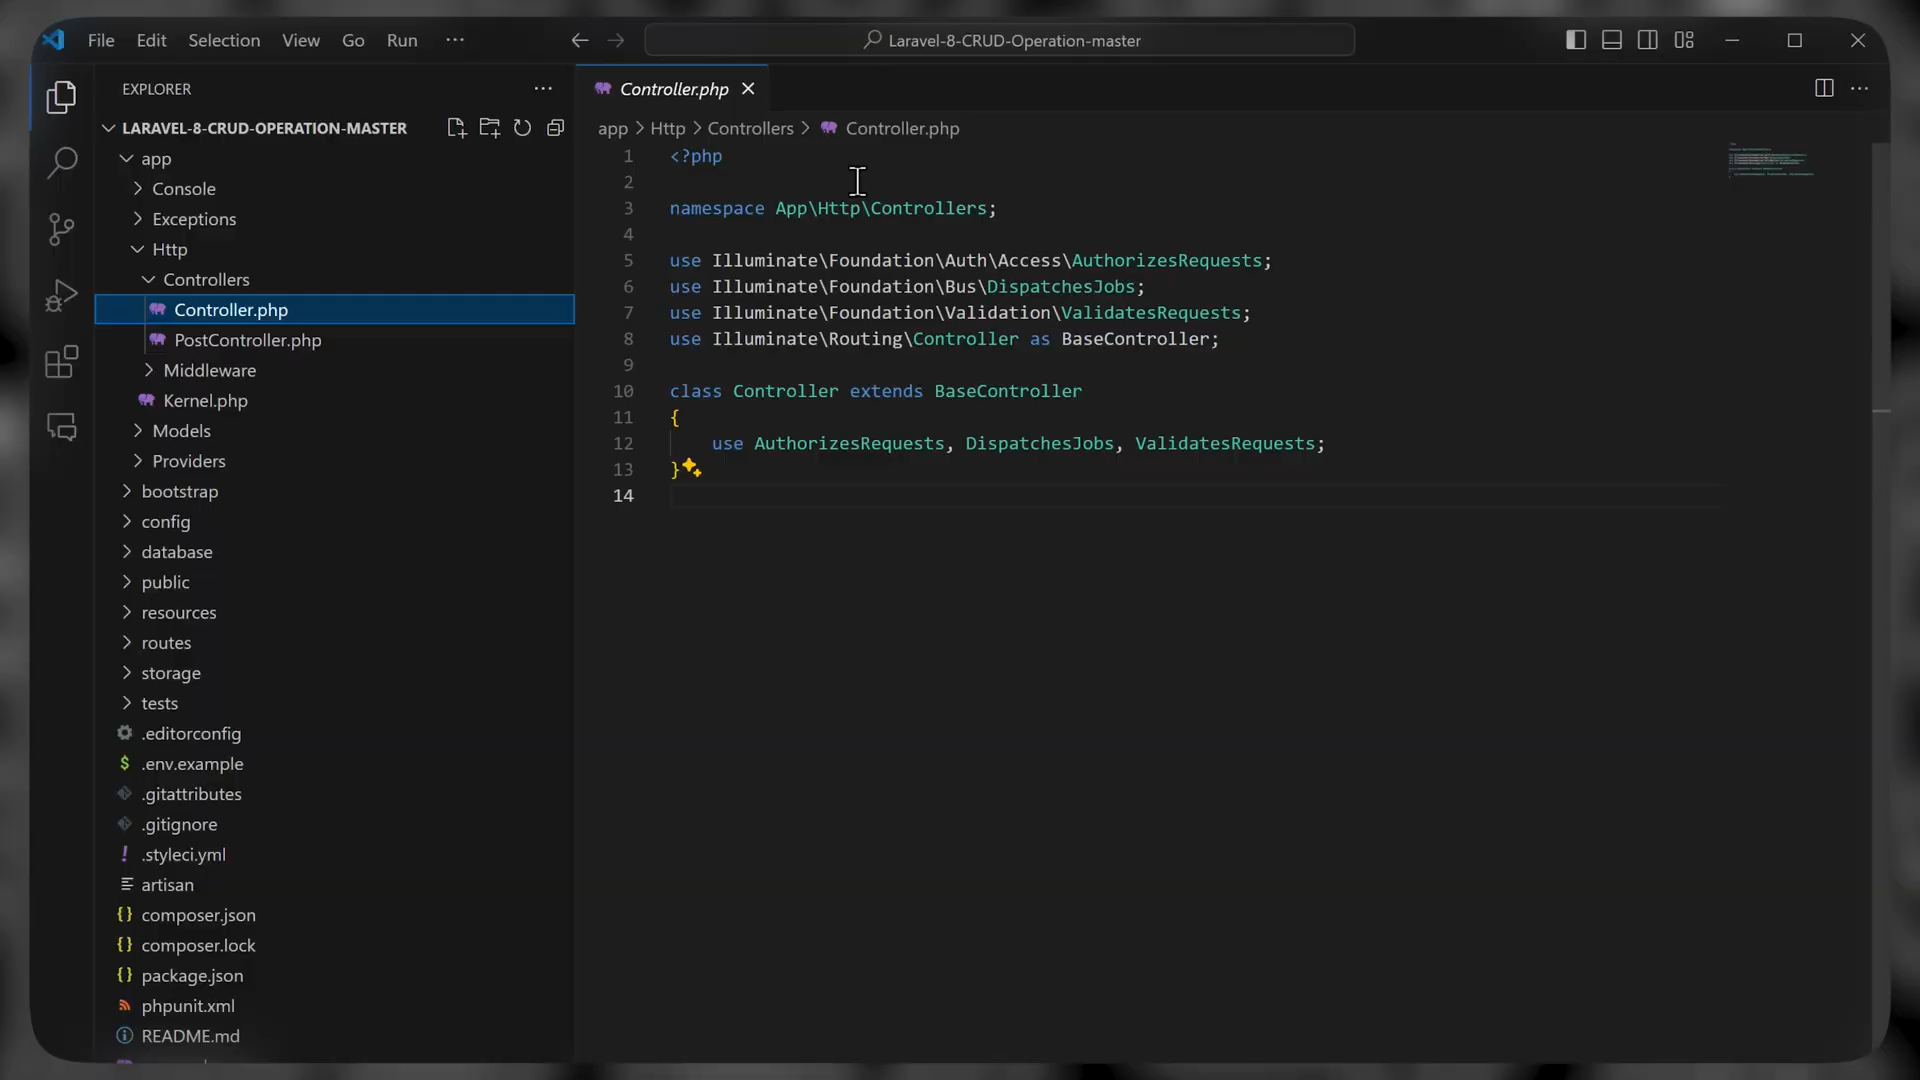 File Edit Selection View Go Run ···
Laravel-8-CRUD-Operation-master
EXPLORER
LARAVEL-8-CRUD-OPERATION-MASTER
app
Console
Exceptions
Http
Controllers
Controller.php
PostController.php
Middleware
Kernel.php
Models
Providers
bootstrap
config
database
public
resources
routes
storage
tests
.editorconfig
$ .env.example
.gitattributes
.gitignore
! .styleci.yml
artisan
{} composer.json
{} composer.lock
{} package.json
phpunit.xml
README.md
Controller.php
app > Http > Controllers > Controller.php
1 <?php
2
3 namespace App\Http\Controllers;
4
5 use Illuminate\Foundation\Auth\Access\AuthorizesRequests;
6 use Illuminate\Foundation\Bus\DispatchesJobs;
7 use Illuminate\Foundation\Validation\ValidatesRequests;
8 use Illuminate\Routing\Controller as BaseController;
9
10 class Controller extends BaseController
11 {
12     use AuthorizesRequests, DispatchesJobs, ValidatesRequests;
13 }
14